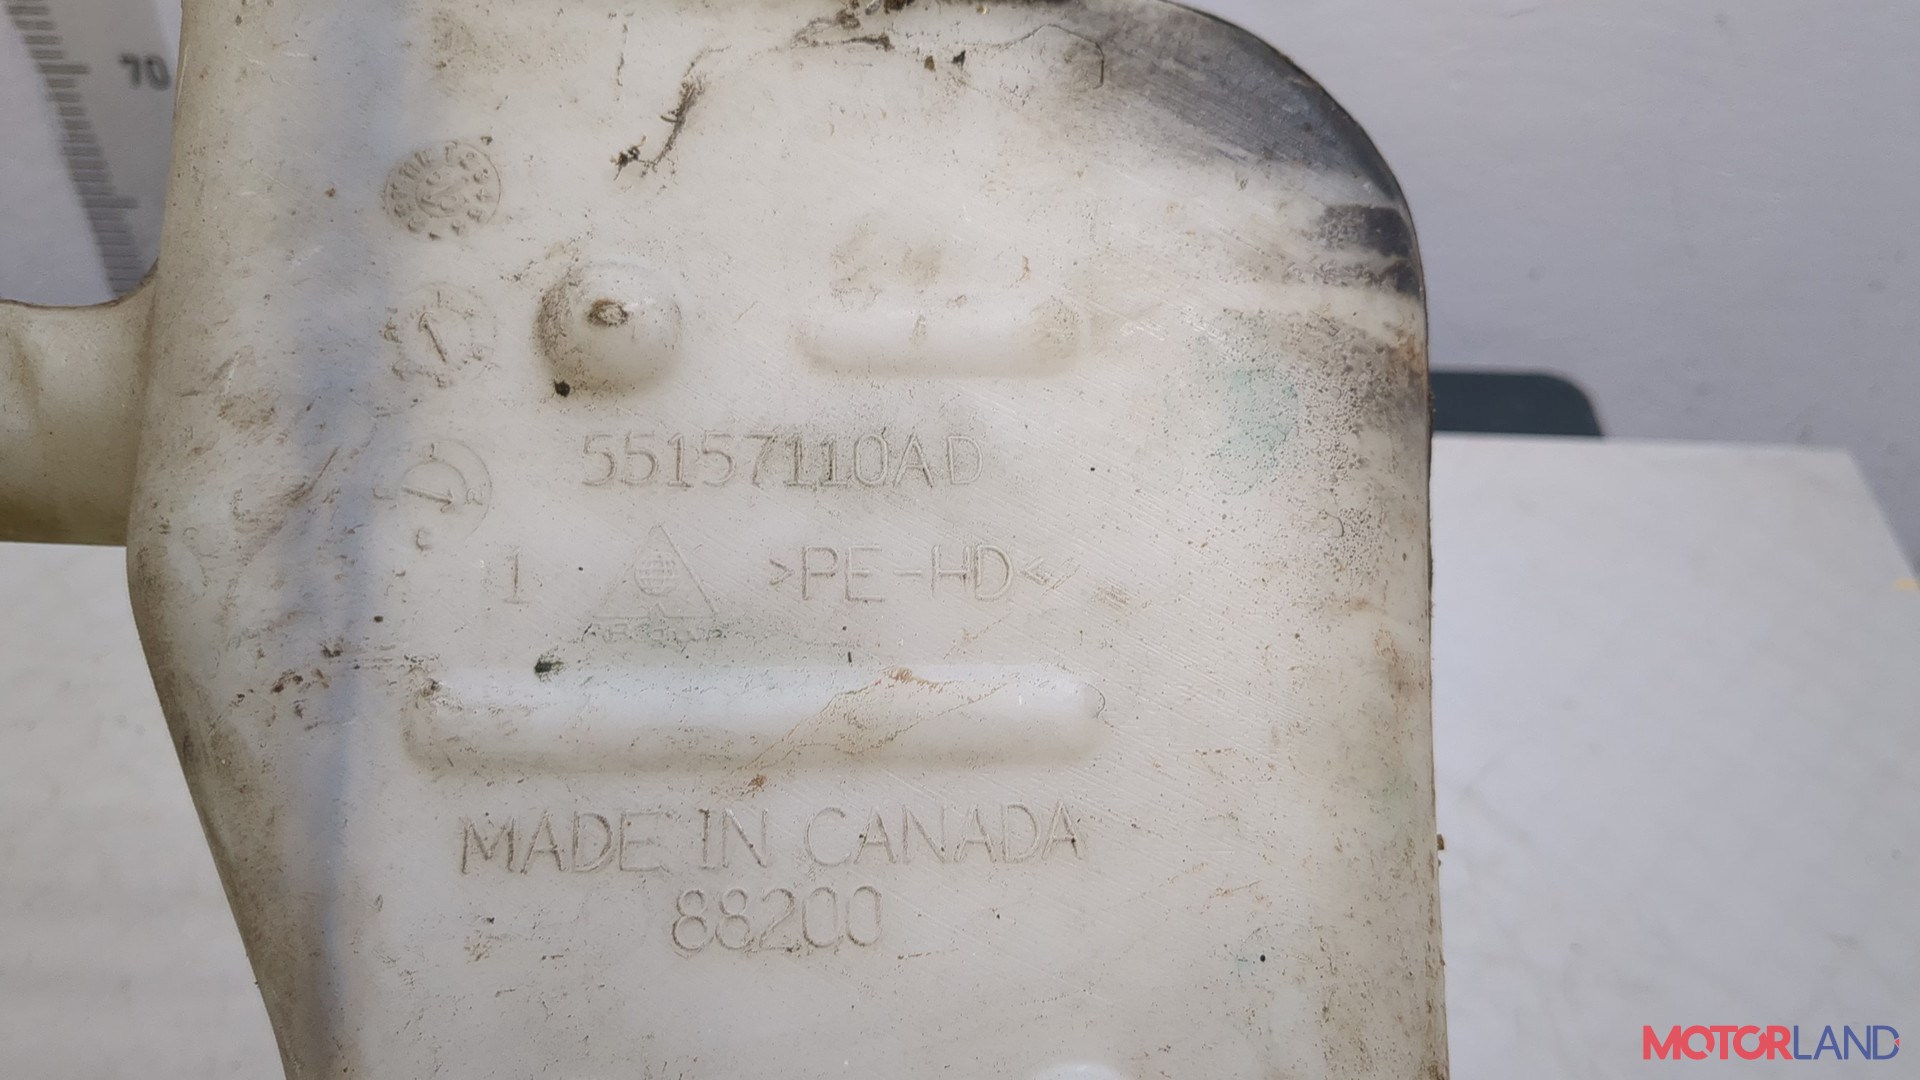 70
55157110AD
1 >PE-HD<
MADE IN CANADA
88200
MOTORLAND